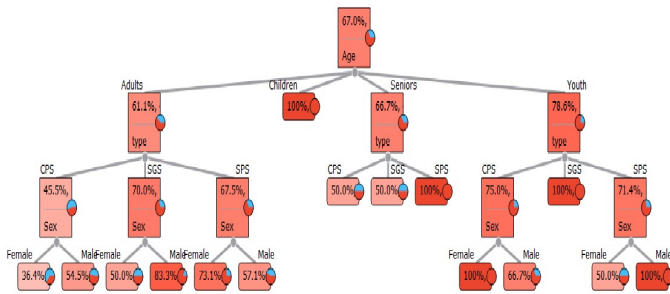 67.0%,
Age
Adults
Children
Seniors
Youth
61.1%,
type
100%,
66.7%,
type
78.6%,
type
CPS
SGS
SPS
CPS
SGS
SPS
CPS
SGS
SPS
45.5%,
Sex
70.0%,
Sex
67.5%,
Sex
50.0%
50.0%
100%,
75.0%,
Sex
100%,
71.4%,
Sex
Female
Male
Female
Male
Female
Male
Female
Male
Female
Male
36.4%
54.5%
50.0%
83.3%
73.1%
57.1%
100%,
66.7%
50.0%
100%,